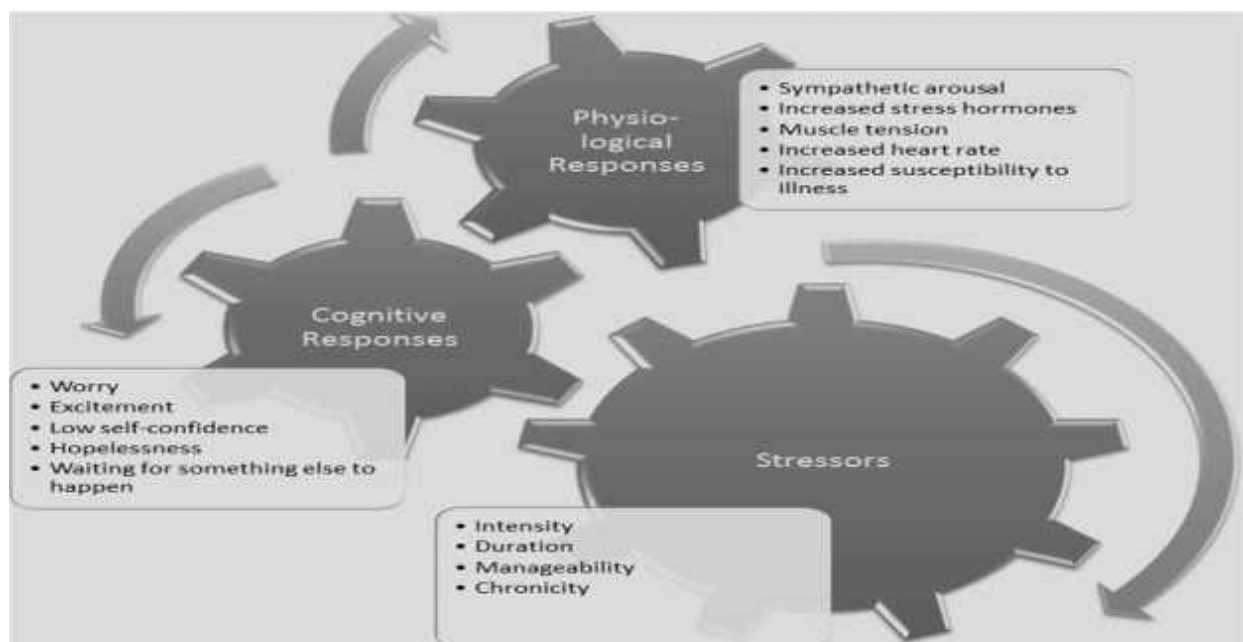 Physio-
logical
Responses
• Sympathetic arousal
• Increased stress hormones
• Muscle tension
• Increased heart rate
• Increased susceptibility to
illness
Cognitive
Responses
• Worry
• Excitement
• Low self-confidence
• Hopelessness
• Waiting for something else to
happen
Stressors
• Intensity
• Duration
• Manageability
• Chronicity